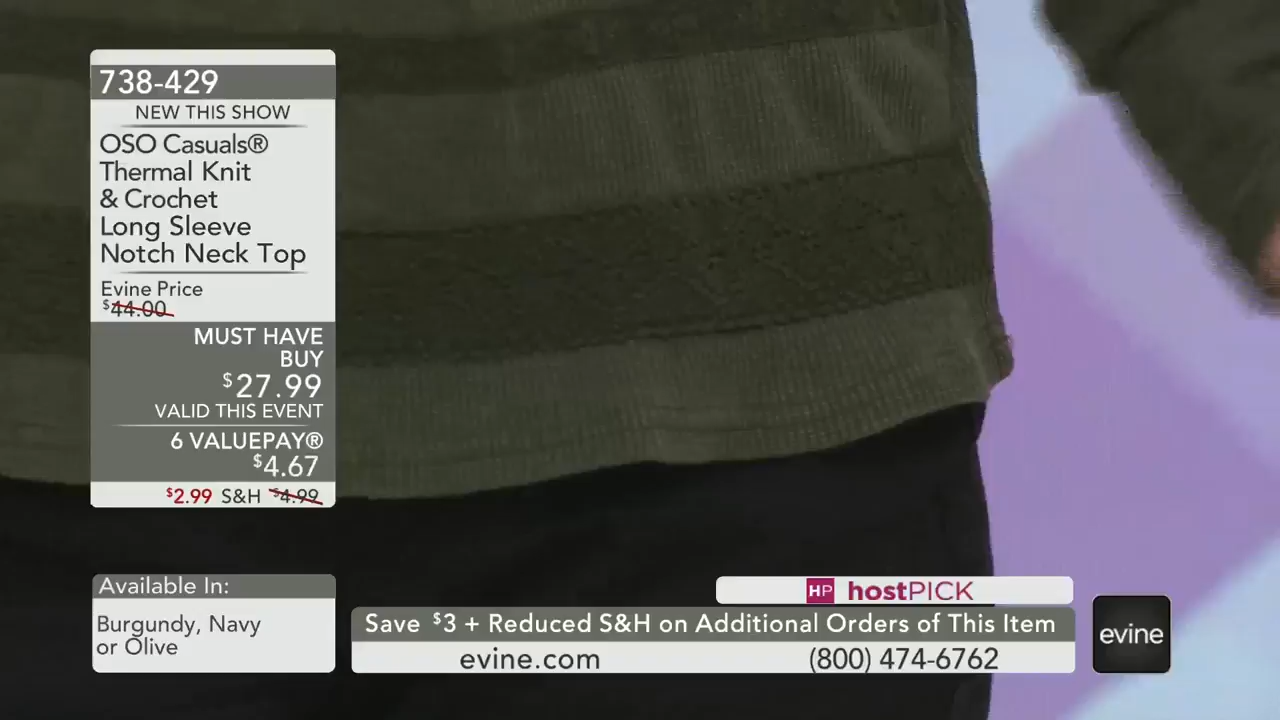 738-429
NEW THIS SHOW
OSO Casuals®
Thermal Knit
& Crochet
Long Sleeve
Notch Neck Top
Evine Price
$44.00
MUST HAVE
BUY
$27.99
VALID THIS EVENT
6 VALUEPAY®
$4.67
$2.99 S&H $4.99
Available In:
Burgundy, Navy
or Olive
HP hostPICK
Save $3 + Reduced S&H on Additional Orders of This Item
evine.com (800) 474-6762
evine